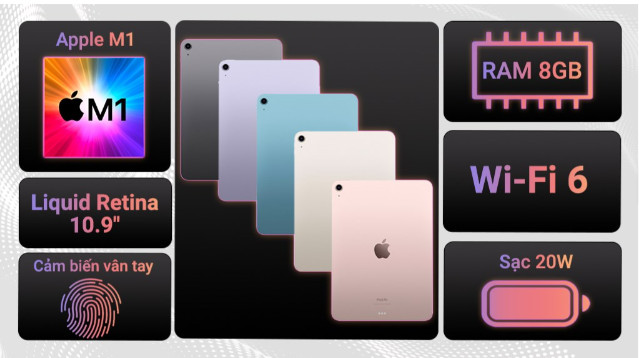 Apple M1
M1
Liquid Retina
10.9"
Cảm biến vân tay
RAM 8GB
Wi-Fi 6
Sạc 20W